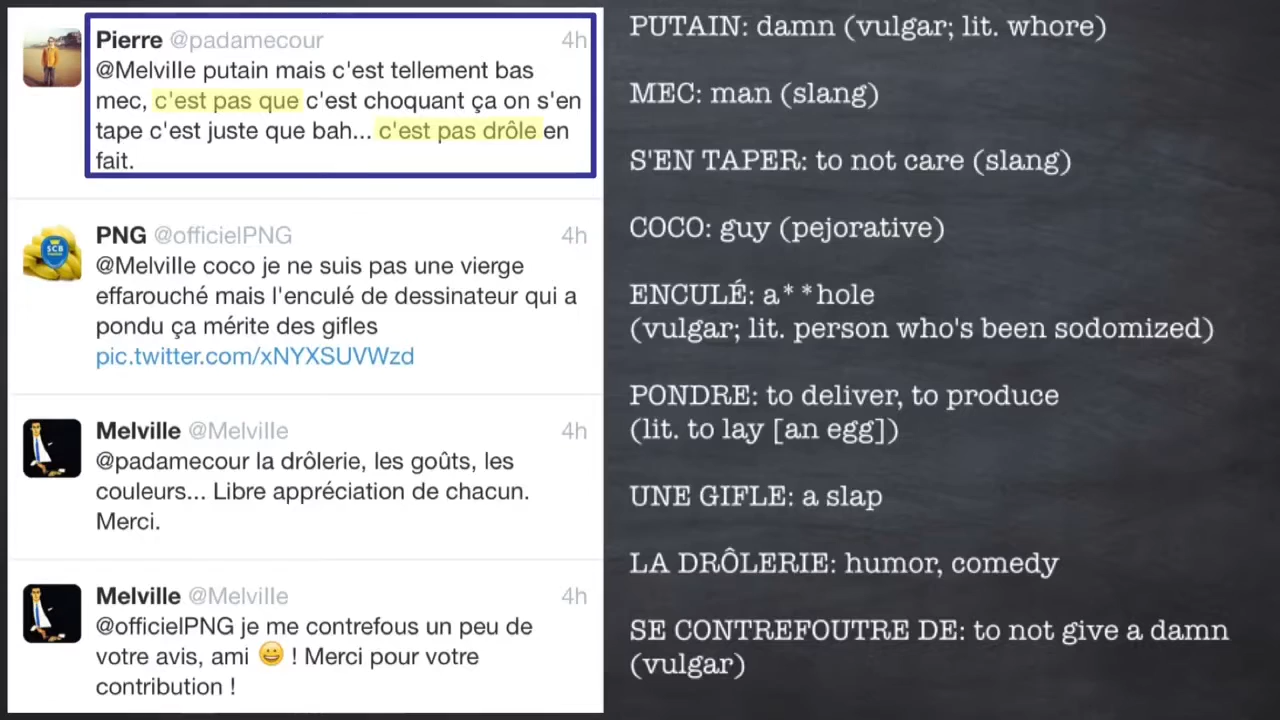 Pierre @padamecour 4h
@Melville putain mais c'est tellement bas
mec, c'est pas que c'est choquant ça on s'en
tape c'est juste que bah... c'est pas drôle en
fait.
SCB
PNG @officielPNG 4h
@Melville coco je ne suis pas une vierge
effarouché mais l'enculé de dessinateur qui a
pondu ça mérite des gifles
pic.twitter.com/xNYXSUVWzd
Melville @Melville 4h
@padamecour la drôlerie, les goûts, les
couleurs... Libre appréciation de chacun.
Merci.
Melville @Melville 4h
@officielPNG je me contrefous un peu de
votre avis, ami 😀 ! Merci pour votre
contribution !
PUTAIN: damn (vulgar; lit. whore)
MEC: man (slang)
S'EN TAPER: to not care (slang)
COCO: guy (pejorative)
ENCULÉ: a**hole
(vulgar; lit. person who's been sodomized)
PONDRE: to deliver, to produce
(lit. to lay [an egg])
UNE GIFLE: a slap
LA DRÔLERIE: humor, comedy
SE CONTREFOUTRE DE: to not give a damn
(vulgar)